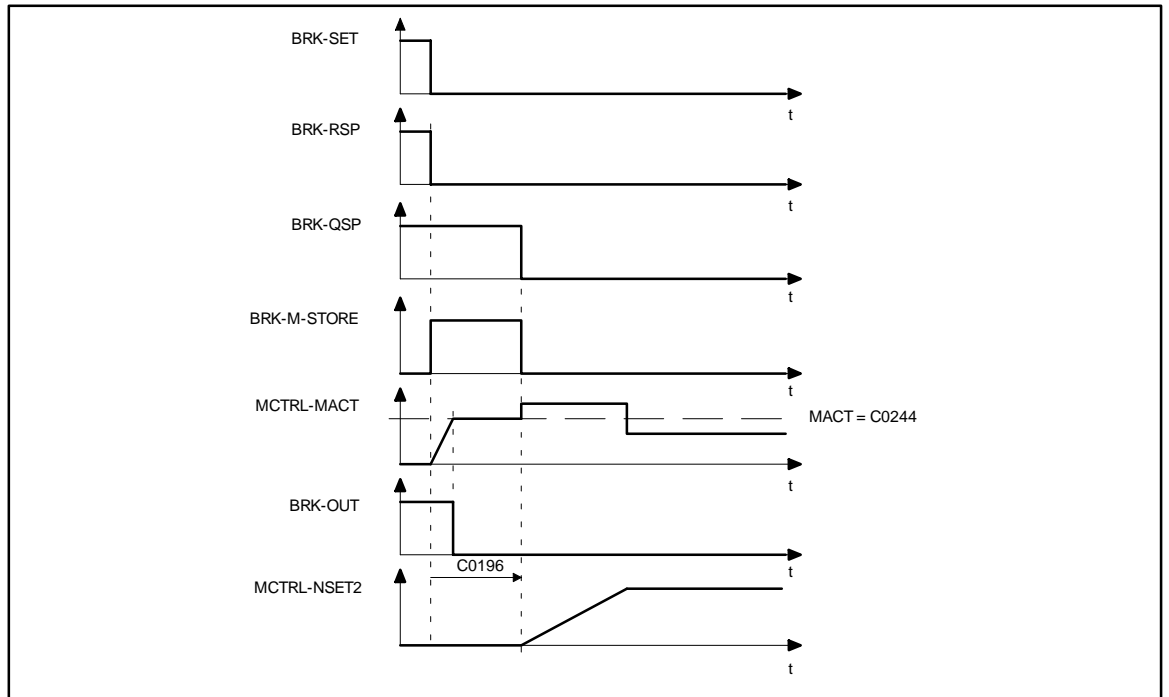 BRK-SET
t
BRK-RSP
t
BRK-QSP
t
BRK-M-STORE
t
MCTRL-MACT
MACT = C0244
t
BRK-OUT
t
C0196
MCTRL-NSET2
t